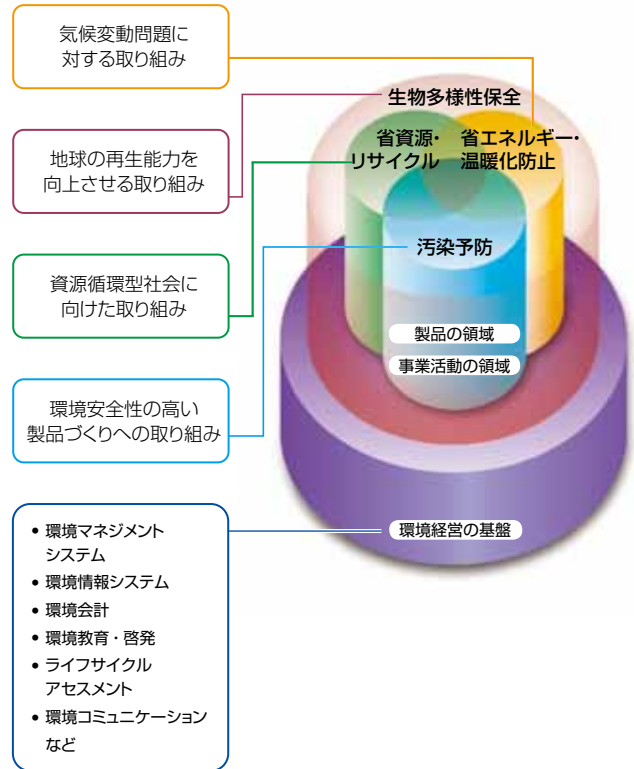 気候変動問題に
対する取り組み
地球の再生能力を
向上させる取り組み
資源循環型社会に
向けた取り組み
環境安全性の高い
製品づくりへの取り組み
• 環境マネジメント
システム
• 環境情報システム
• 環境会計
• 環境教育・啓発
• ライフサイクル
アセスメント
• 環境コミュニケーション
など
生物多様性保全
省資源・
リサイクル
省エネルギー・
温暖化防止
汚染予防
製品の領域
事業活動の領域
環境経営の基盤